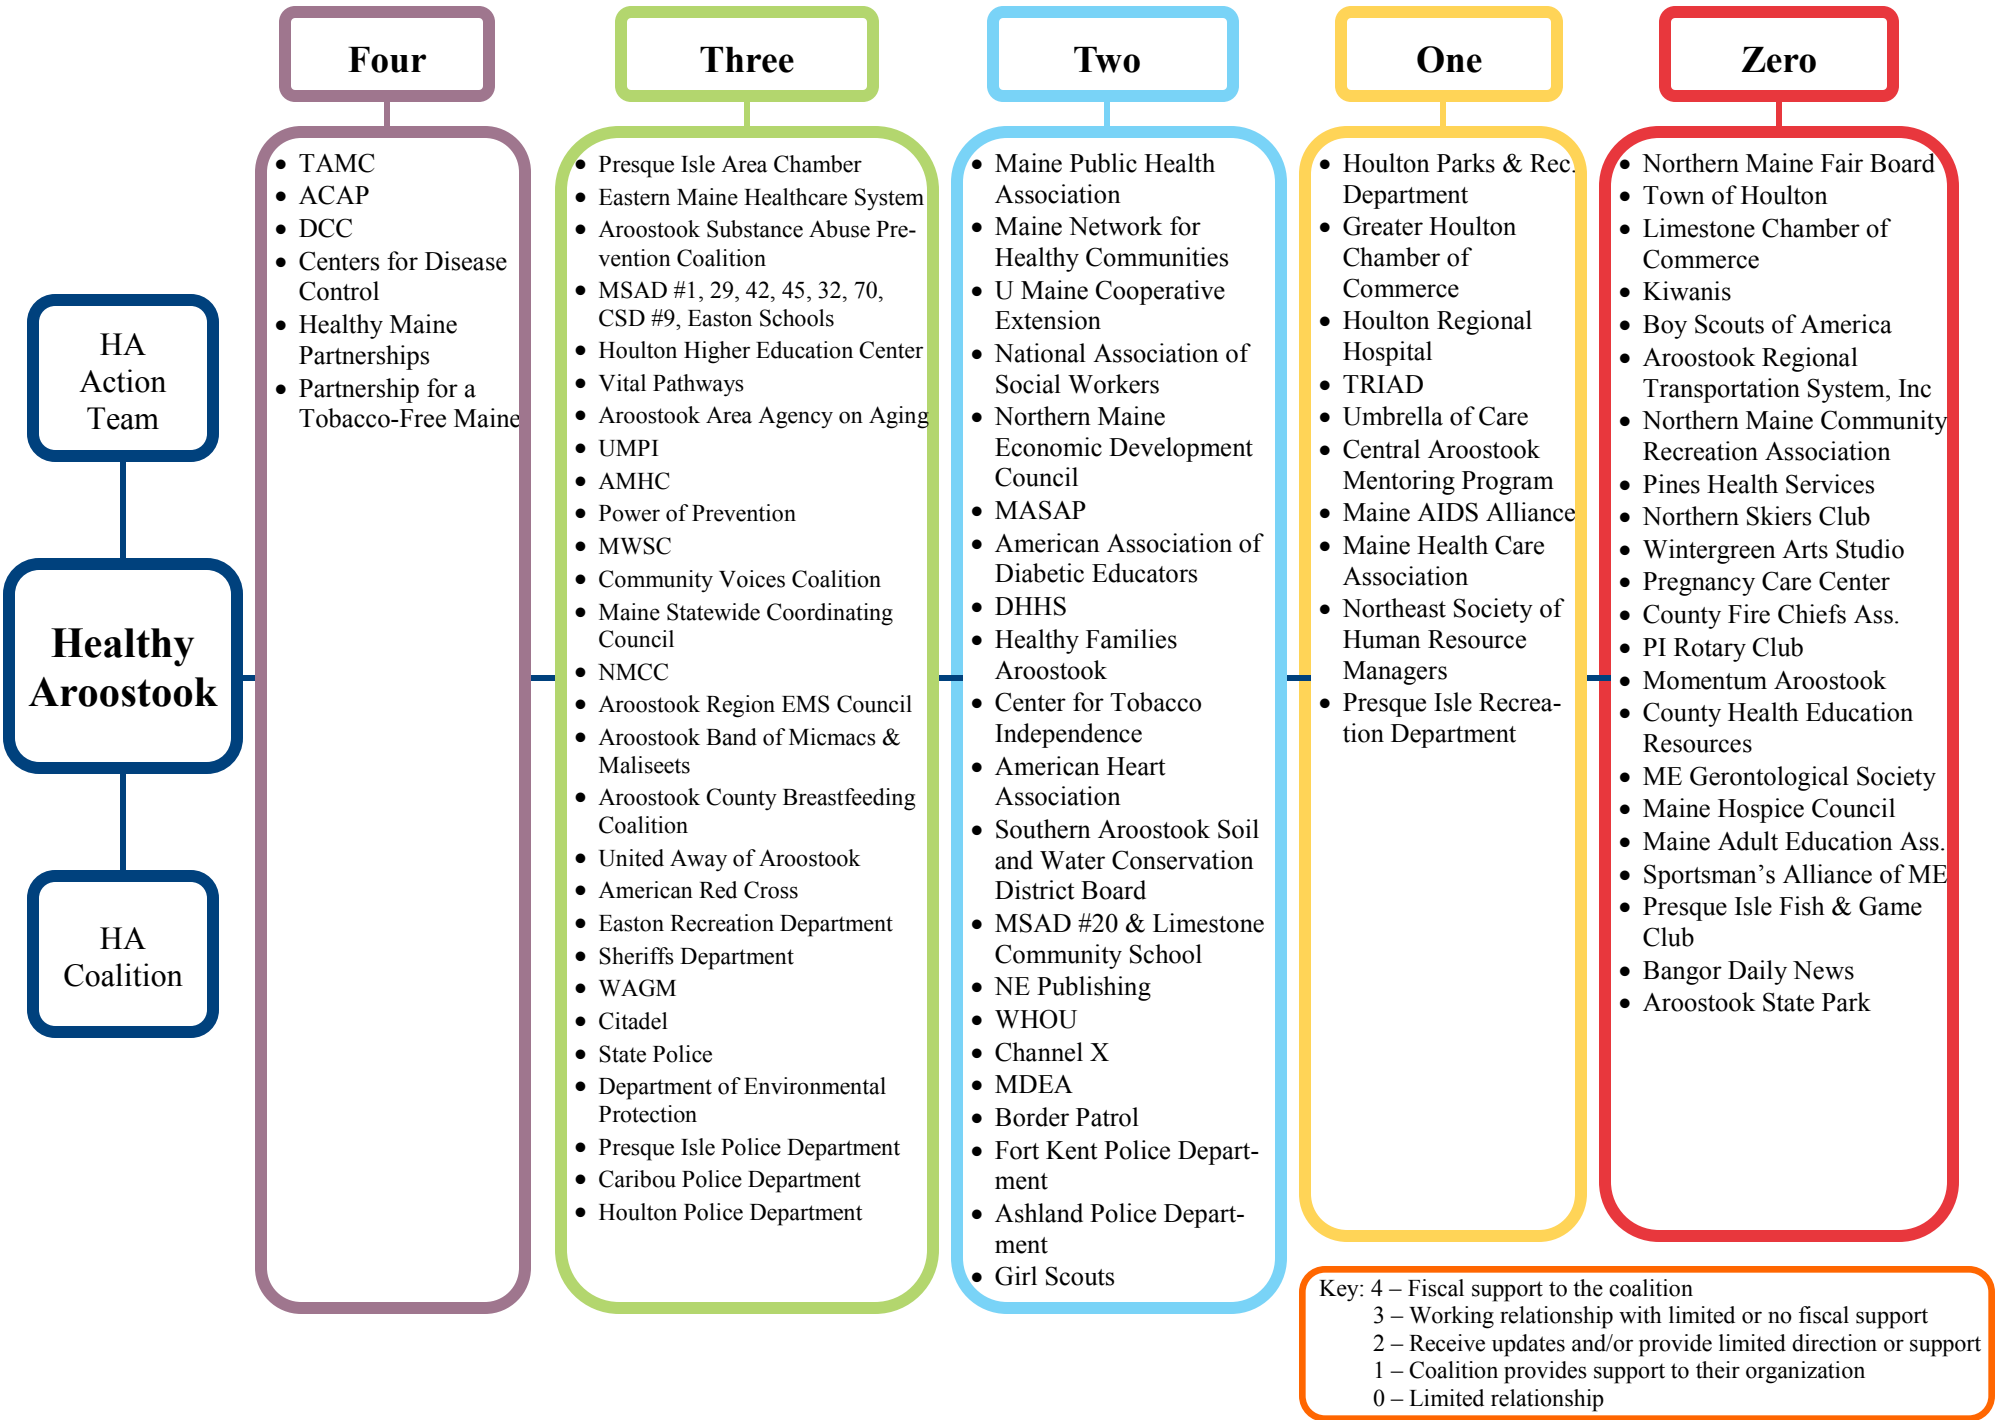 Four
Three
Two
One
Zero
HA
Action
Team
Healthy
Aroostook
HA
Coalition
• TAMC
• ACAP
• DCC
• Centers for Disease
Control
• Healthy Maine
Partnerships
• Partnership for a
Tobacco-Free Maine
• Presque Isle Area Chamber
• Eastern Maine Healthcare System
• Aroostook Substance Abuse Pre-
vention Coalition
• MSAD #1, 29, 42, 45, 32, 70,
CSD #9, Easton Schools
• Houlton Higher Education Center
• Vital Pathways
• Aroostook Area Agency on Aging
• UMPI
• AMHC
• Power of Prevention
• MWSC
• Community Voices Coalition
• Maine Statewide Coordinating
Council
• NMCC
• Aroostook Region EMS Council
• Aroostook Band of Micmacs &
Maliseets
• Aroostook County Breastfeeding
Coalition
• United Away of Aroostook
• American Red Cross
• Easton Recreation Department
• Sheriffs Department
• WAGM
• Citadel
• State Police
• Department of Environmental
Protection
• Presque Isle Police Department
• Caribou Police Department
• Houlton Police Department
• Maine Public Health
Association
• Maine Network for
Healthy Communities
• U Maine Cooperative
Extension
• National Association of
Social Workers
• Northern Maine
Economic Development
Council
• MASAP
• American Association of
Diabetic Educators
• DHHS
• Healthy Families
Aroostook
• Center for Tobacco
Independence
• American Heart
Association
• Southern Aroostook Soil
and Water Conservation
District Board
• MSAD #20 & Limestone
Community School
• NE Publishing
• WHOU
• Channel X
• MDEA
• Border Patrol
• Fort Kent Police Depart-
ment
• Ashland Police Depart-
ment
• Girl Scouts
• Houlton Parks & Rec.
Department
• Greater Houlton
Chamber of
Commerce
• Houlton Regional
Hospital
• TRIAD
• Umbrella of Care
• Central Aroostook
Mentoring Program
• Maine AIDS Alliance
• Maine Health Care
Association
• Northeast Society of
Human Resource
Managers
• Presque Isle Recrea-
tion Department
• Northern Maine Fair Board
• Town of Houlton
• Limestone Chamber of
Commerce
• Kiwanis
• Boy Scouts of America
• Aroostook Regional
Transportation System, Inc
• Northern Maine Community
Recreation Association
• Pines Health Services
• Northern Skiers Club
• Wintergreen Arts Studio
• Pregnancy Care Center
• County Fire Chiefs Ass.
• PI Rotary Club
• Momentum Aroostook
• County Health Education
Resources
• ME Gerontological Society
• Maine Hospice Council
• Maine Adult Education Ass.
• Sportsman’s Alliance of ME
• Presque Isle Fish & Game
Club
• Bangor Daily News
• Aroostook State Park
Key: 4 – Fiscal support to the coalition
3 – Working relationship with limited or no fiscal support
2 – Receive updates and/or provide limited direction or support
1 – Coalition provides support to their organization
0 – Limited relationship